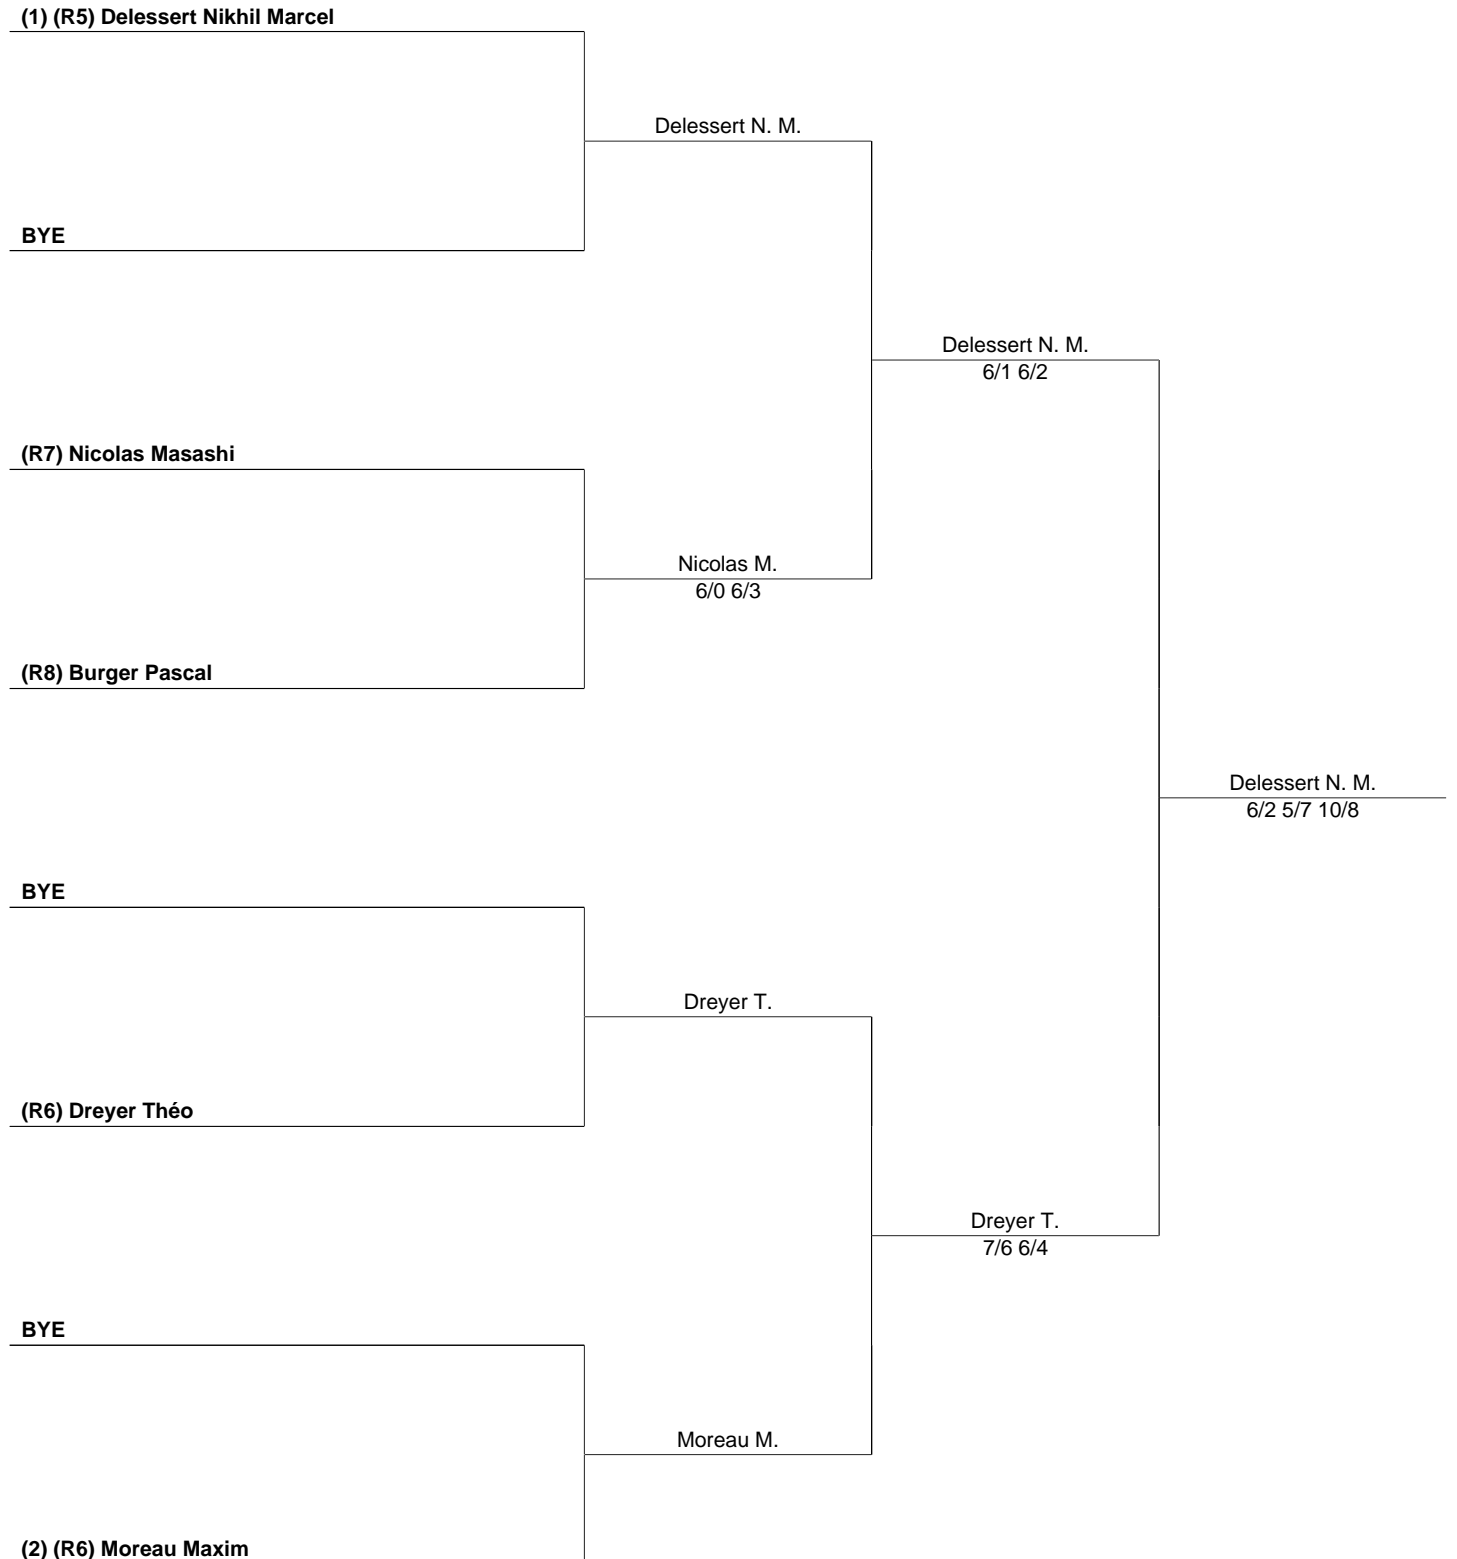 (1) (R5) Delessert Nikhil Marcel
Delessert N. M.
BYE
Delessert N. M.
6/1 6/2
(R7) Nicolas Masashi
Nicolas M.
6/0 6/3
(R8) Burger Pascal
Delessert N. M.
6/2 5/7 10/8
BYE
Dreyer T.
(R6) Dreyer Théo
Dreyer T.
7/6 6/4
BYE
Moreau M.
(2) (R6) Moreau Maxim